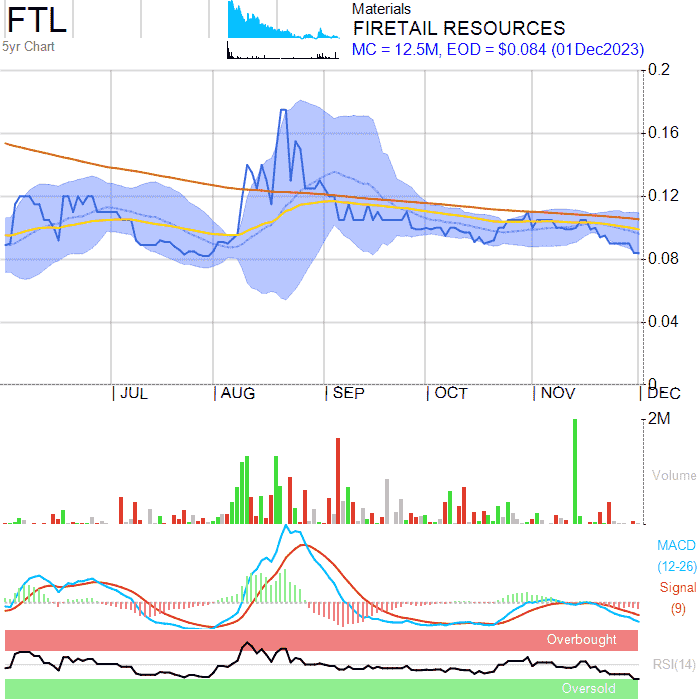 FTL
5yr Chart
Materials
FIRETAIL RESOURCES
MC = 12.5M, EOD = $0.084 (01Dec2023)
0.2
0.16
0.12
0.08
0.04
0
JUL AUG SEP OCT NOV DEC
2M
Volume
MACD
(12-26)
Signal
(9)
Overbought
RSI(14)
Oversold